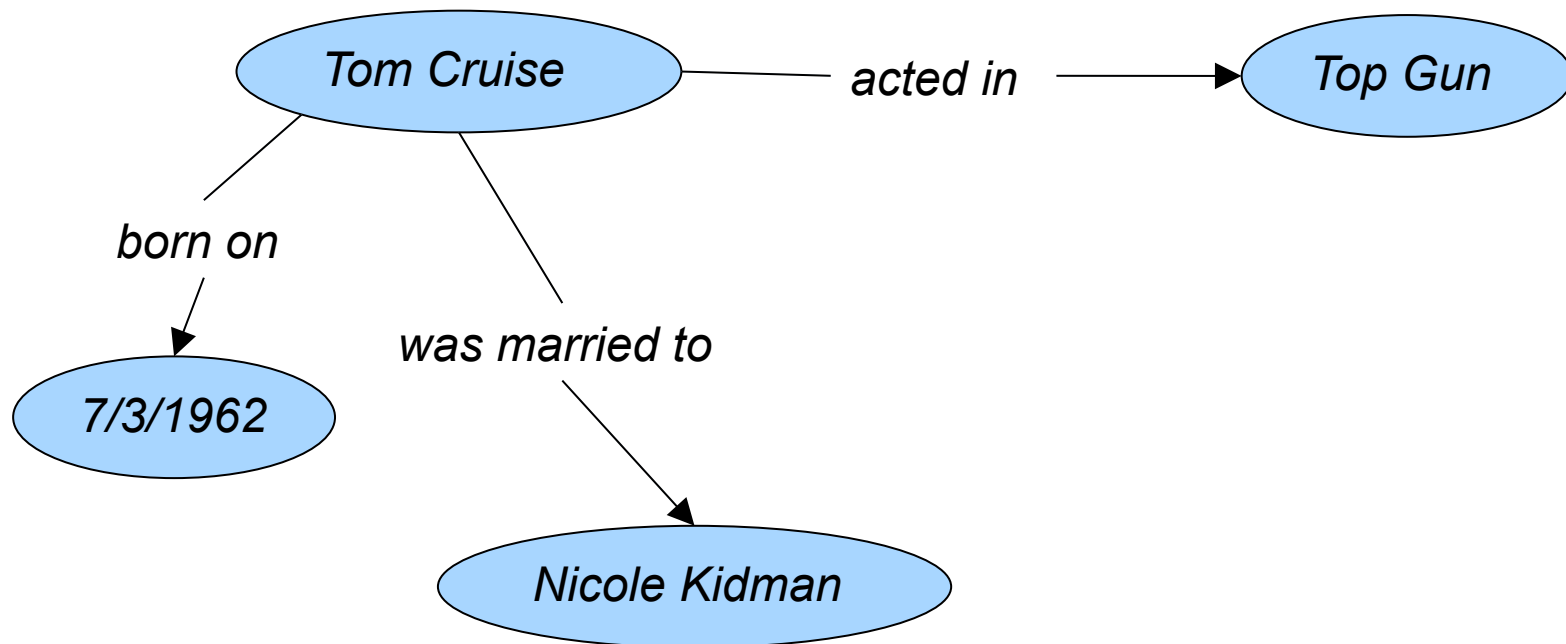 Tom Cruise
acted in
Top Gun
born on
was married to
7/3/1962
Nicole Kidman